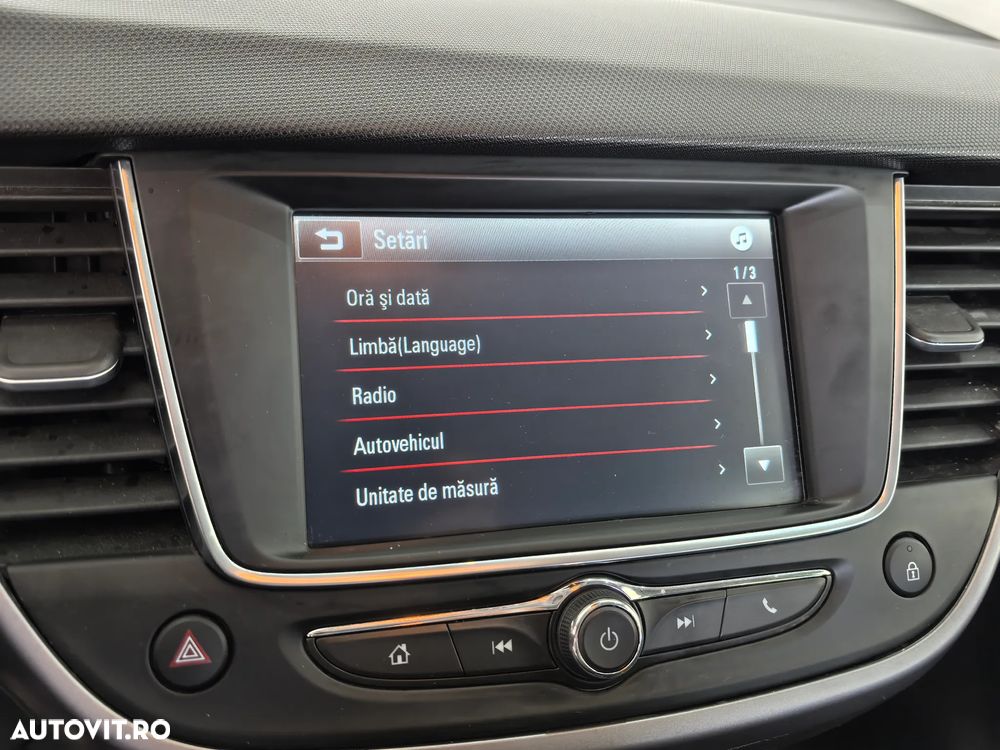 Setări
1/3
Oră şi dată
Limbă(Language)
Radio
Autovehicul
Unitate de măsură
AUTOVIT.RO